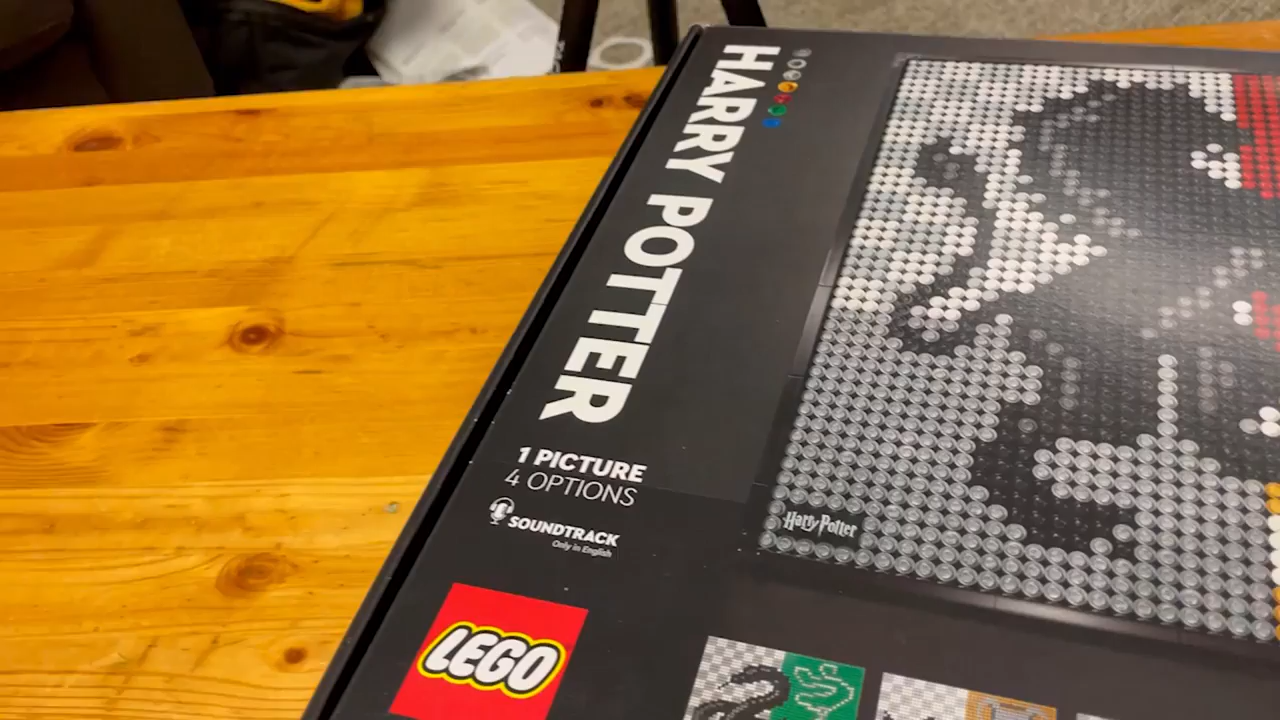 HARRY POTTER
1 PICTURE
4 OPTIONS
SOUNDTRACK
Only in English
LEGO
Harry Potter